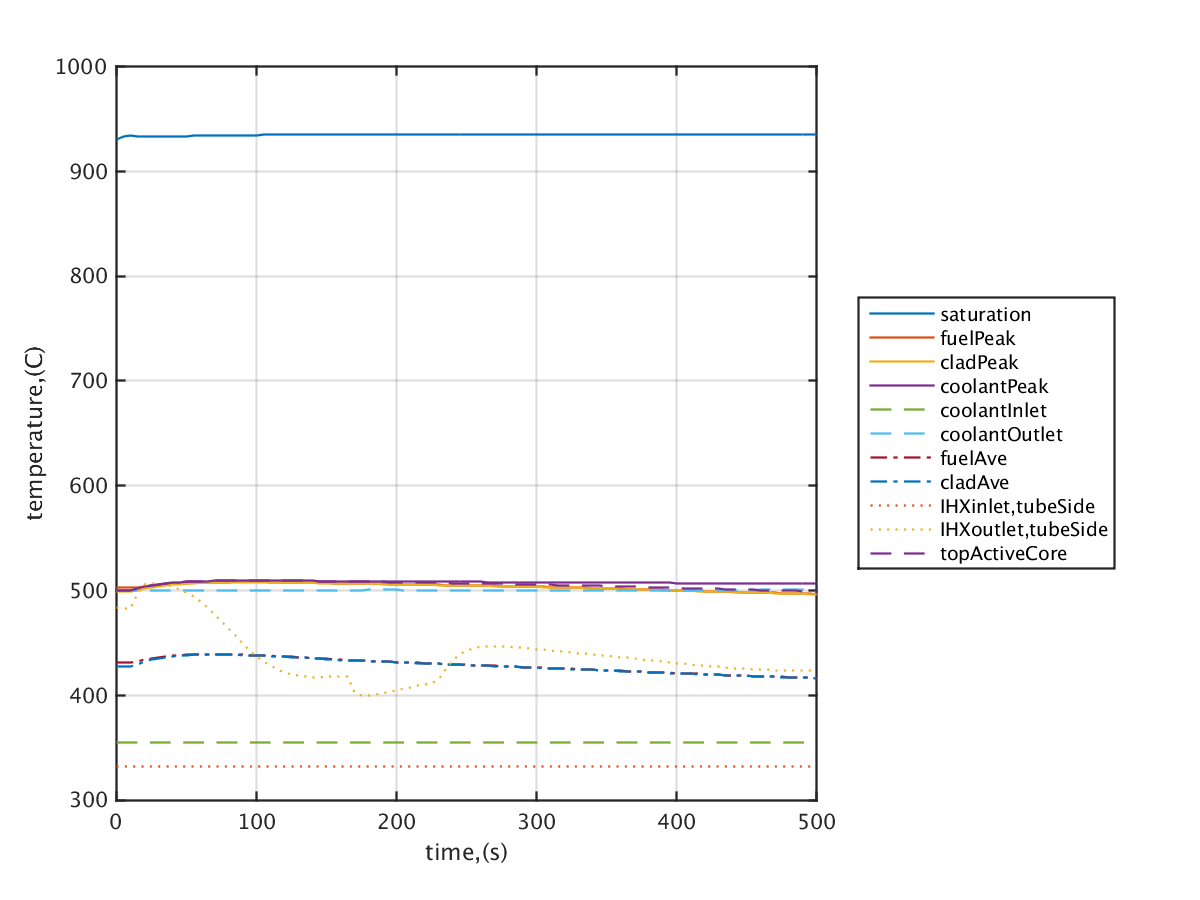 1000
900
800
700
600
500
400
300
0
100
200
300
400
500
time,(s)
temperature,(C)
saturation
fuelPeak
cladPeak
coolantPeak
coolantInlet
coolantOutlet
fuelAve
cladAve
IHXinlet,tubeSide
IHXoutlet,tubeSide
topActiveCore